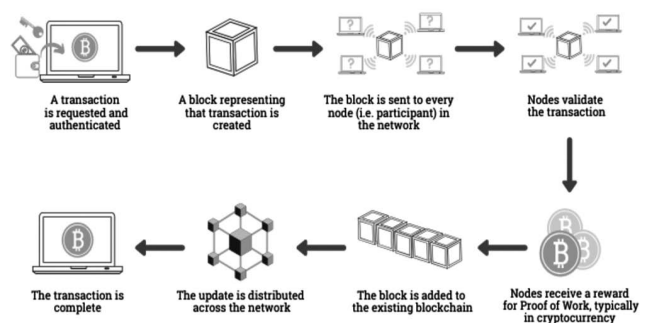 A transaction
is requested and
authenticated
A block representing
that transaction is
created
The block is sent to every
node (i.e. participant) in
the network
Nodes validate
the transaction
Nodes receive a reward
for Proof of Work, typically
in cryptocurrency
The block is added to
the existing blockchain
The update is distributed
across the network
The transaction is
complete